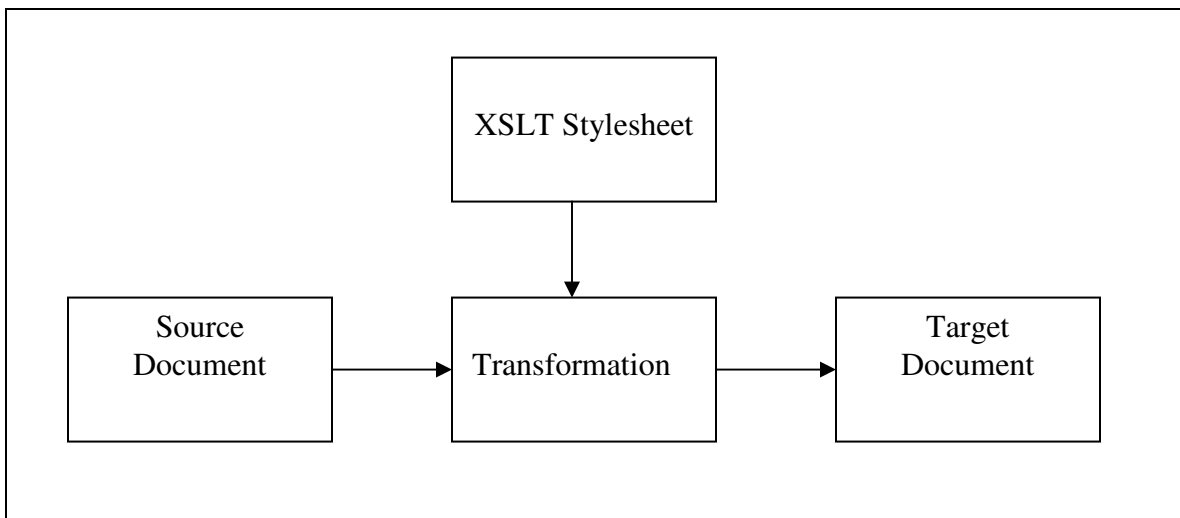 XSLT Stylesheet
Source
Document
Transformation
Target
Document